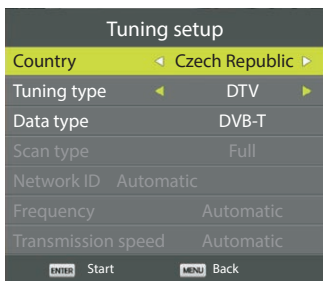 Tuning setup
Country Czech Republic
Tuning type DTV
Data type DVB-T
Scan type Full
Network ID Automatic
Frequency Automatic
Transmission speed Automatic
ENTER Start MENU Back